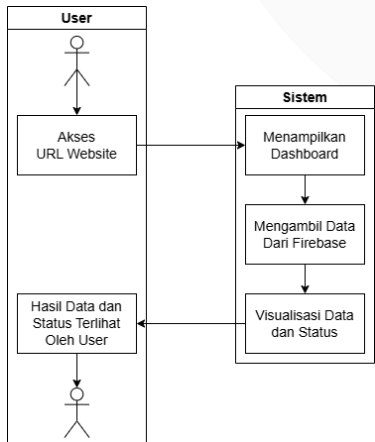 User
Akses
URL Website
Sistem
Menampilkan
Dashboard
Mengambil Data
Dari Firebase
Visualisasi Data
dan Status
Hasil Data dan
Status Terlihat
Oleh User